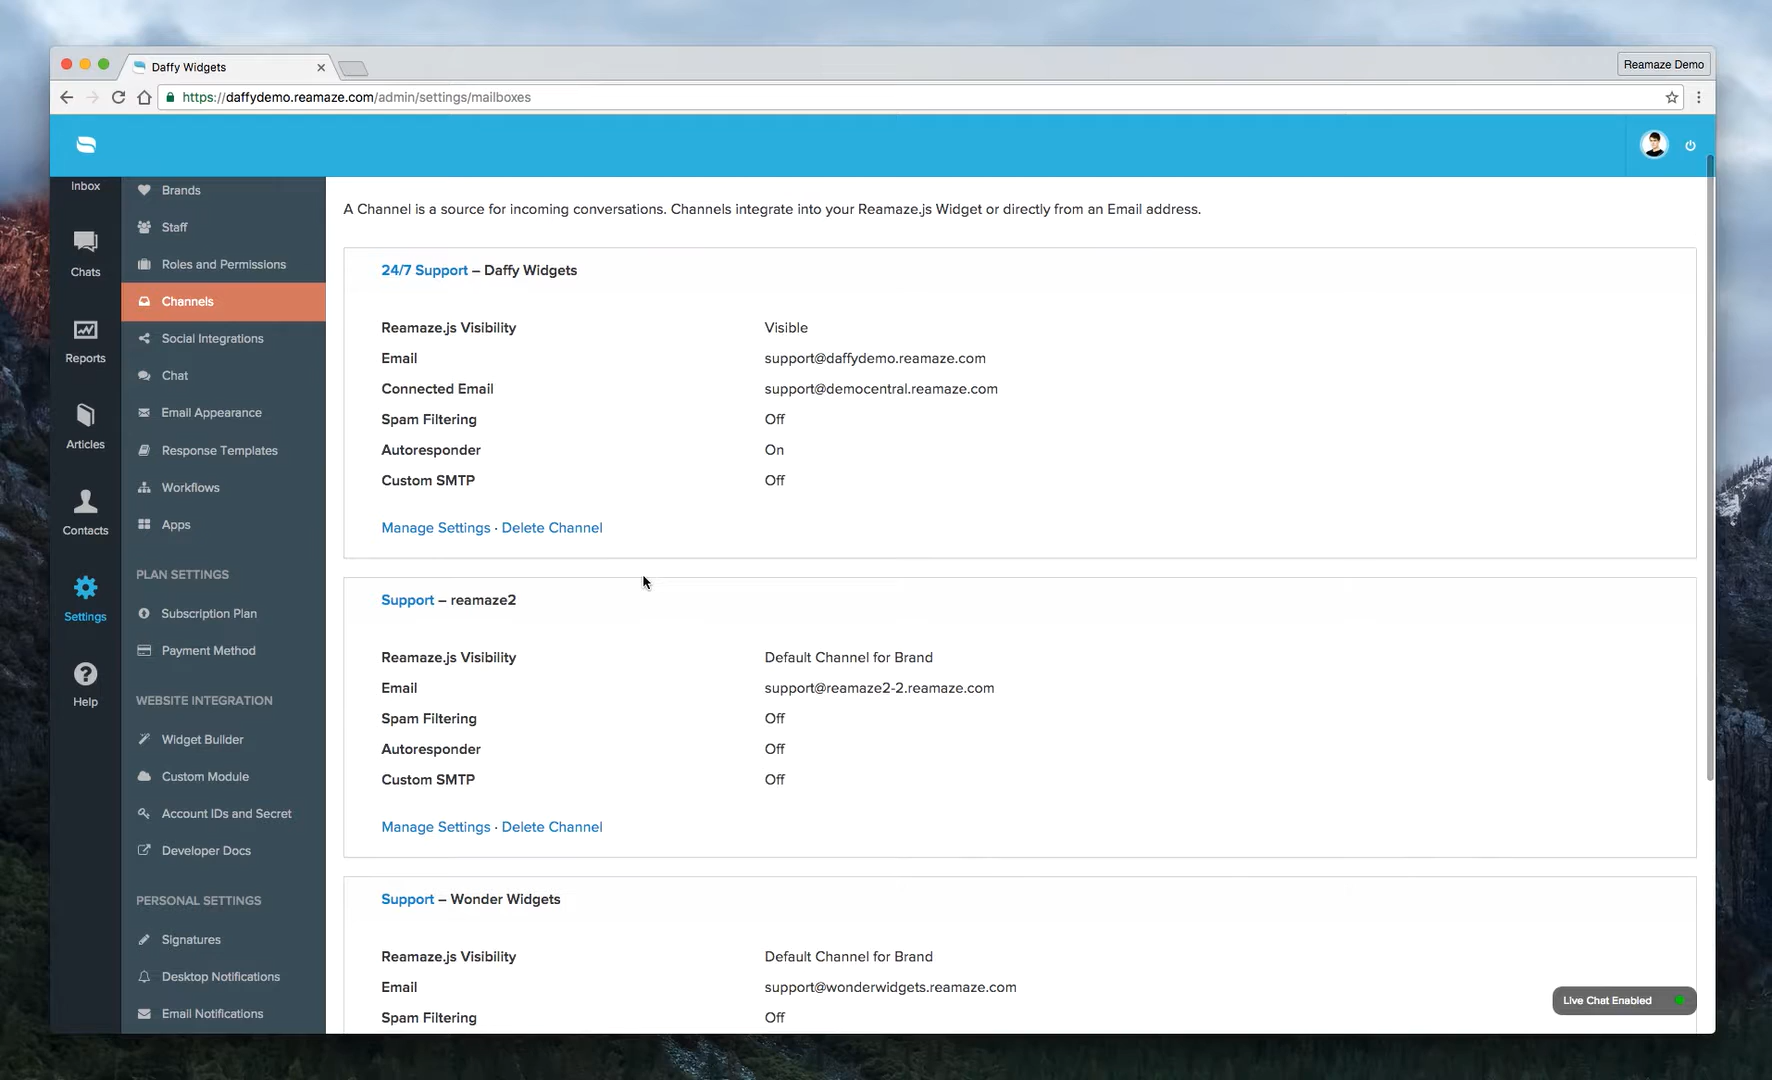 Daffy Widgets
Reamaze Demo
https://daffydemo.reamaze.com/admin/settings/mailboxes
Inbox
Chats
Reports
Articles
Contacts
Settings
Help
Brands
Staff
Roles and Permissions
Channels
Social Integrations
Chat
Email Appearance
Response Templates
Workflows
Apps
PLAN SETTINGS
Subscription Plan
Payment Method
WEBSITE INTEGRATION
Widget Builder
Custom Module
Account IDs and Secret
Developer Docs
PERSONAL SETTINGS
Signatures
Desktop Notifications
Email Notifications
A Channel is a source for incoming conversations. Channels integrate into your Reamaze.js Widget or directly from an Email address.
24/7 Support – Daffy Widgets
Reamaze.js Visibility Visible
Email support@daffydemo.reamaze.com
Connected Email support@democentral.reamaze.com
Spam Filtering Off
Autoresponder On
Custom SMTP Off
Manage Settings · Delete Channel
Support – reamaze2
Reamaze.js Visibility Default Channel for Brand
Email support@reamaze2-2.reamaze.com
Spam Filtering Off
Autoresponder Off
Custom SMTP Off
Manage Settings · Delete Channel
Support – Wonder Widgets
Reamaze.js Visibility Default Channel for Brand
Email support@wonderwidgets.reamaze.com
Spam Filtering Off
Live Chat Enabled